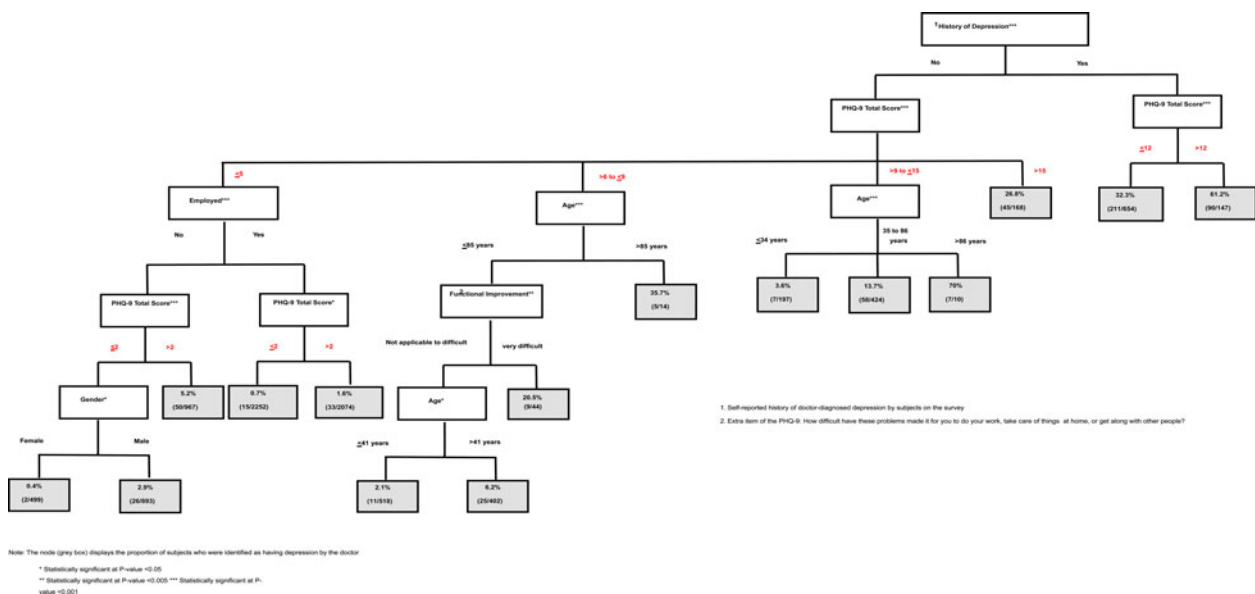 1History of Depression***
No
Yes
PHQ-9 Total Score***
PHQ-9 Total Score***
≤12
>12
≤5
>6 to ≤9
>9 to ≤15
>15
Employed***
Age***
Age***
26.8%
(45/168)
32.3%
(211/654)
61.2%
(90/147)
No
Yes
≤85 years
>85 years
≤34 years
35 to 86
years
>86 years
PHQ-9 Total Score***
PHQ-9 Total Score*
2Functional Improvement**
35.7%
(5/14)
3.6%
(7/197)
13.7%
(58/424)
70%
(7/10)
≤2
>2
≤2
>2
Not applicable to difficult
very difficult
Gender*
5.2%
(50/967)
0.7%
(15/2252)
1.6%
(33/2074)
Age*
20.5%
(9/44)
1. Self-reported history of doctor-diagnosed depression by subjects on the survey
2. Extra item of the PHQ-9: How difficult have these problems made it for you to do your work, take care of things at home, or get along with other people?
Female
Male
≤41 years
>41 years
0.4%
(2/499)
2.9%
(26/893)
2.1%
(11/518)
6.2%
(25/402)
Note: The node (grey box) displays the proportion of subjects who were identified as having depression by the doctor
* Statistically significant at P-value <0.05
** Statistically significant at P-value <0.005 *** Statistically significant at P-
value <0.001